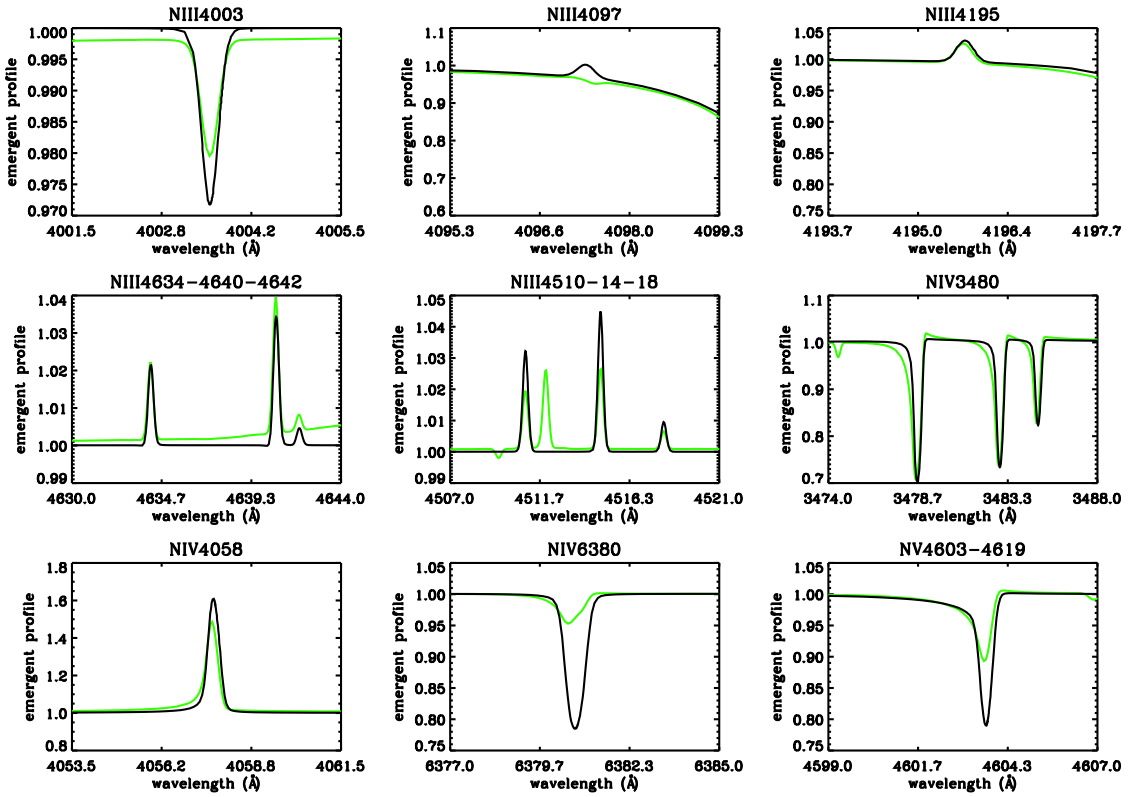 NIII4003
1.000
0.995
0.990
0.985
0.980
0.975
0.970
emergent profile
4001.5 4002.8 4004.2 4005.5
wavelength (Å)
NIII4097
1.1
1.0
0.9
0.8
0.7
0.6
emergent profile
4095.3 4096.6 4098.0 4099.3
wavelength (Å)
NIII4195
1.05
1.00
0.95
0.90
0.85
0.80
0.75
emergent profile
4193.7 4195.0 4196.4 4197.7
wavelength (Å)
NIII4634-4640-4642
1.04
1.03
1.02
1.01
1.00
0.99
emergent profile
4630.0 4634.7 4639.3 4644.0
wavelength (Å)
NIII4510-14-18
1.05
1.04
1.03
1.02
1.01
1.00
0.99
emergent profile
4507.0 4511.7 4516.3 4521.0
wavelength (Å)
NIV3480
1.1
1.0
0.9
0.8
0.7
emergent profile
3474.0 3478.7 3483.3 3488.0
wavelength (Å)
NIV4058
1.8
1.6
1.4
1.2
1.0
0.8
emergent profile
4053.5 4056.2 4058.8 4061.5
wavelength (Å)
NIV6380
1.05
1.00
0.95
0.90
0.85
0.80
0.75
emergent profile
6377.0 6379.7 6382.3 6385.0
wavelength (Å)
NV4603-4619
1.05
1.00
0.95
0.90
0.85
0.80
0.75
emergent profile
4599.0 4601.7 4604.3 4607.0
wavelength (Å)